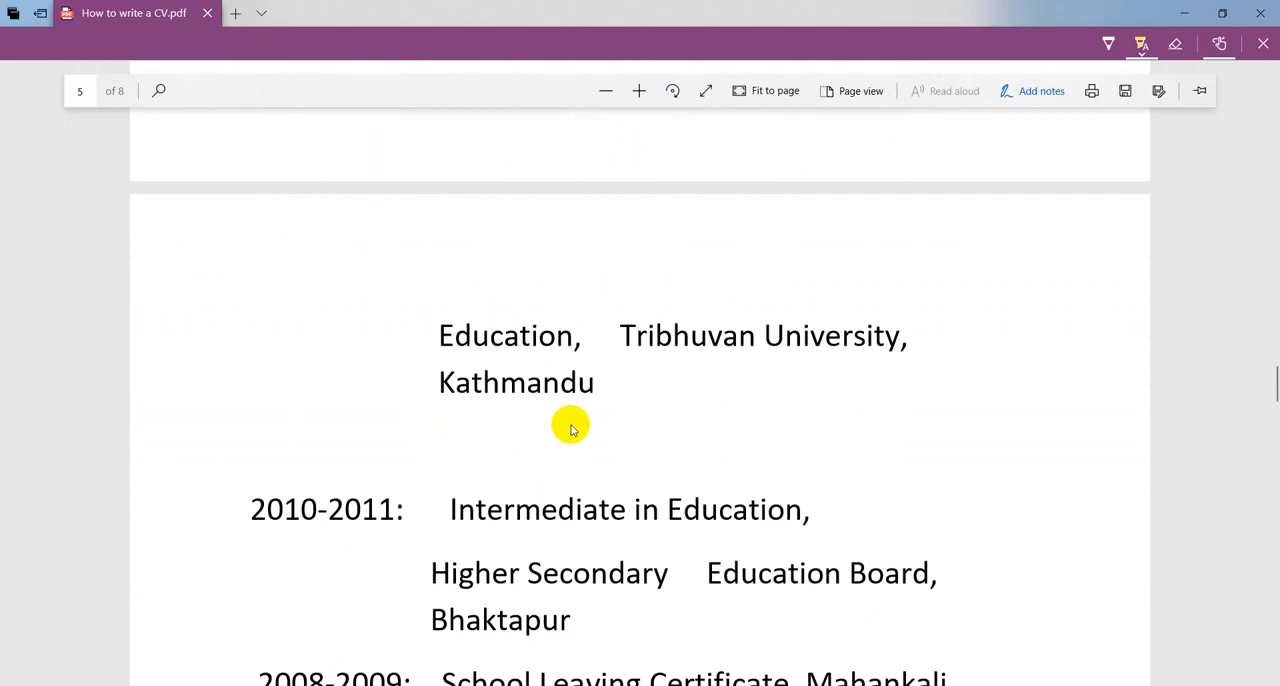 How to write a CV.pdf
5 of 8 Fit to page Page view Read aloud Add notes
Education, Tribhuvan University,
Kathmandu
2010-2011: Intermediate in Education,
Higher Secondary Education Board,
Bhaktapur
2008-2009: School Leaving Certificate, Mahankali